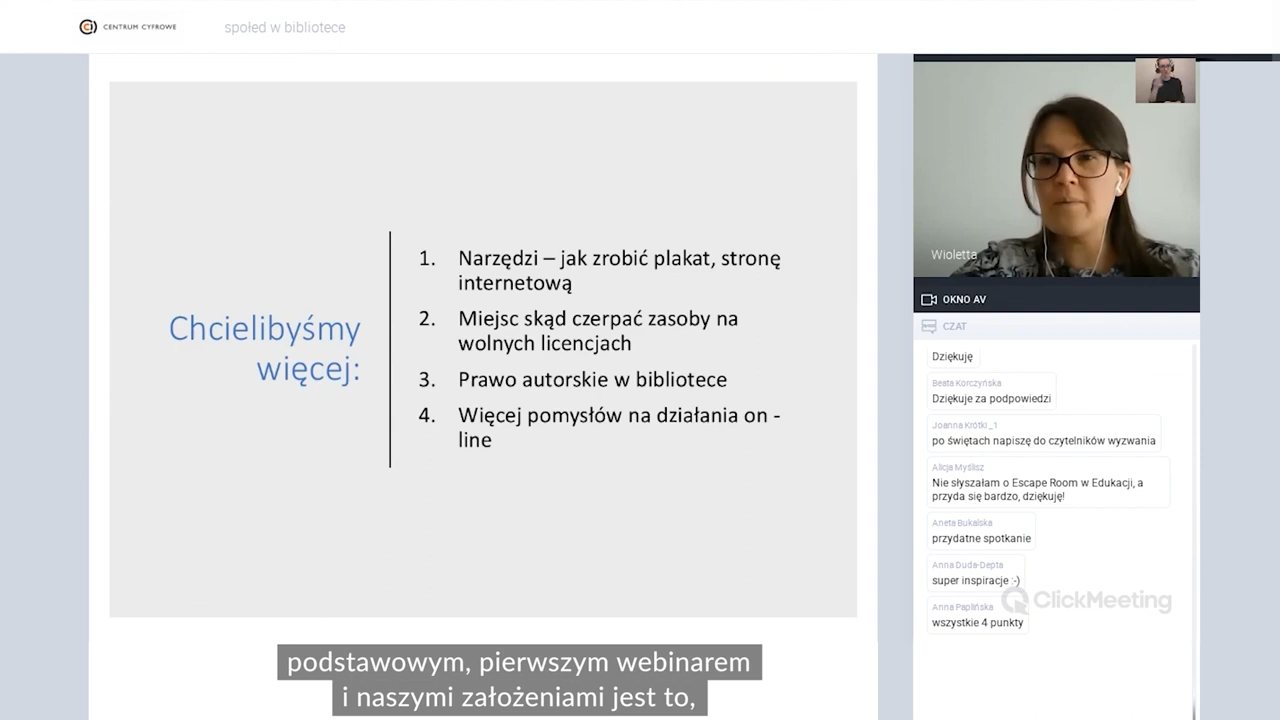 CENTRUM CYFROWE
społed w bibliotece
Chcielibyśmy
więcej:
1. Narzędzi – jak zrobić plakat, stronę
internetową
2. Miejsc skąd czerpać zasoby na
wolnych licencjach
3. Prawo autorskie w bibliotece
4. Więcej pomysłów na działania on -
line
Wioletta
OKNO AV
CZAT
Dziękuję
Beata Korczyńska
Dziękuje za podpowiedzi
Joanna Krótki_1
po świętach napiszę do czytelników wyzwania
Alicja Myślisz
Nie słyszałam o Escape Room w Edukacji, a
przyda się bardzo, dziękuję!
Aneta Bukalska
przydatne spotkanie
Anna Duda-Depta
super inspiracje :-)
ClickMeeting
Anna Paplińska
wszystkie 4 punkty
podstawowym, pierwszym webinarem
i naszymi założeniami jest to,